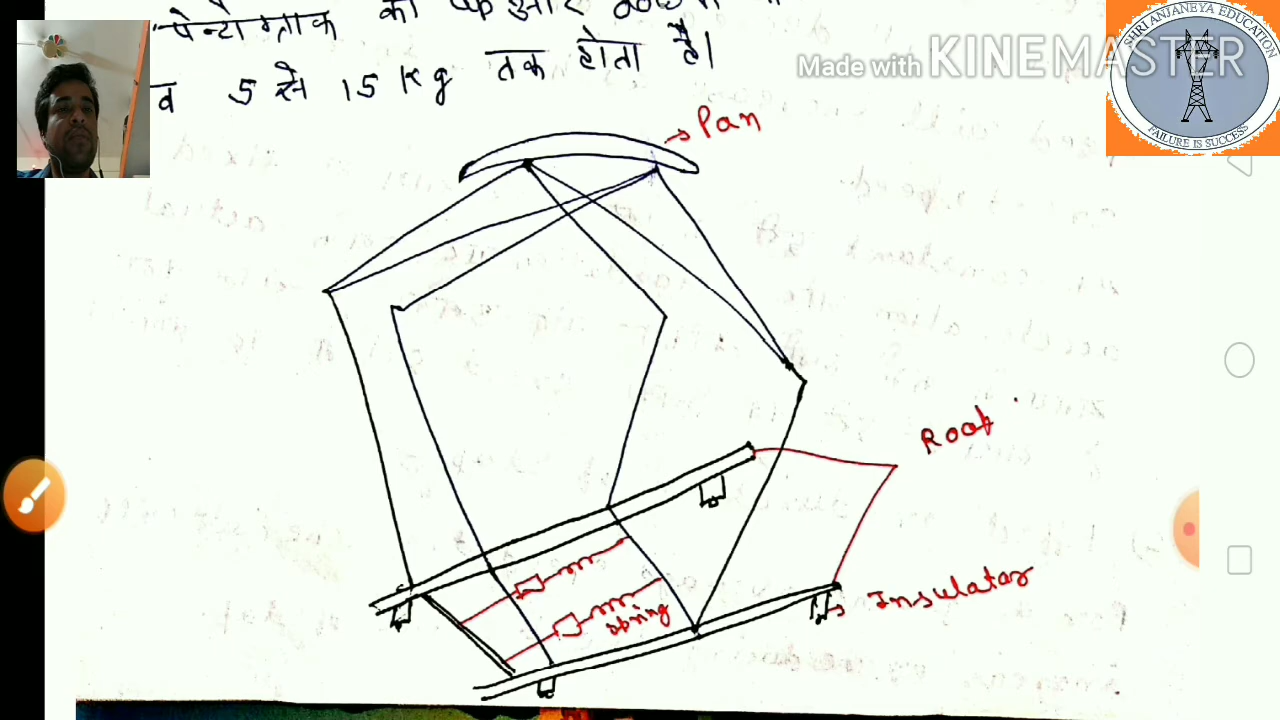 पेन्टोग्राफ का
व 5 से 15 Kg तक होता है।
Made with KINEMASTER
SHRI ANJANEYA EDUCATION
FAILURE IS SUCCESS
Pan
Roof
Insulator
Spring